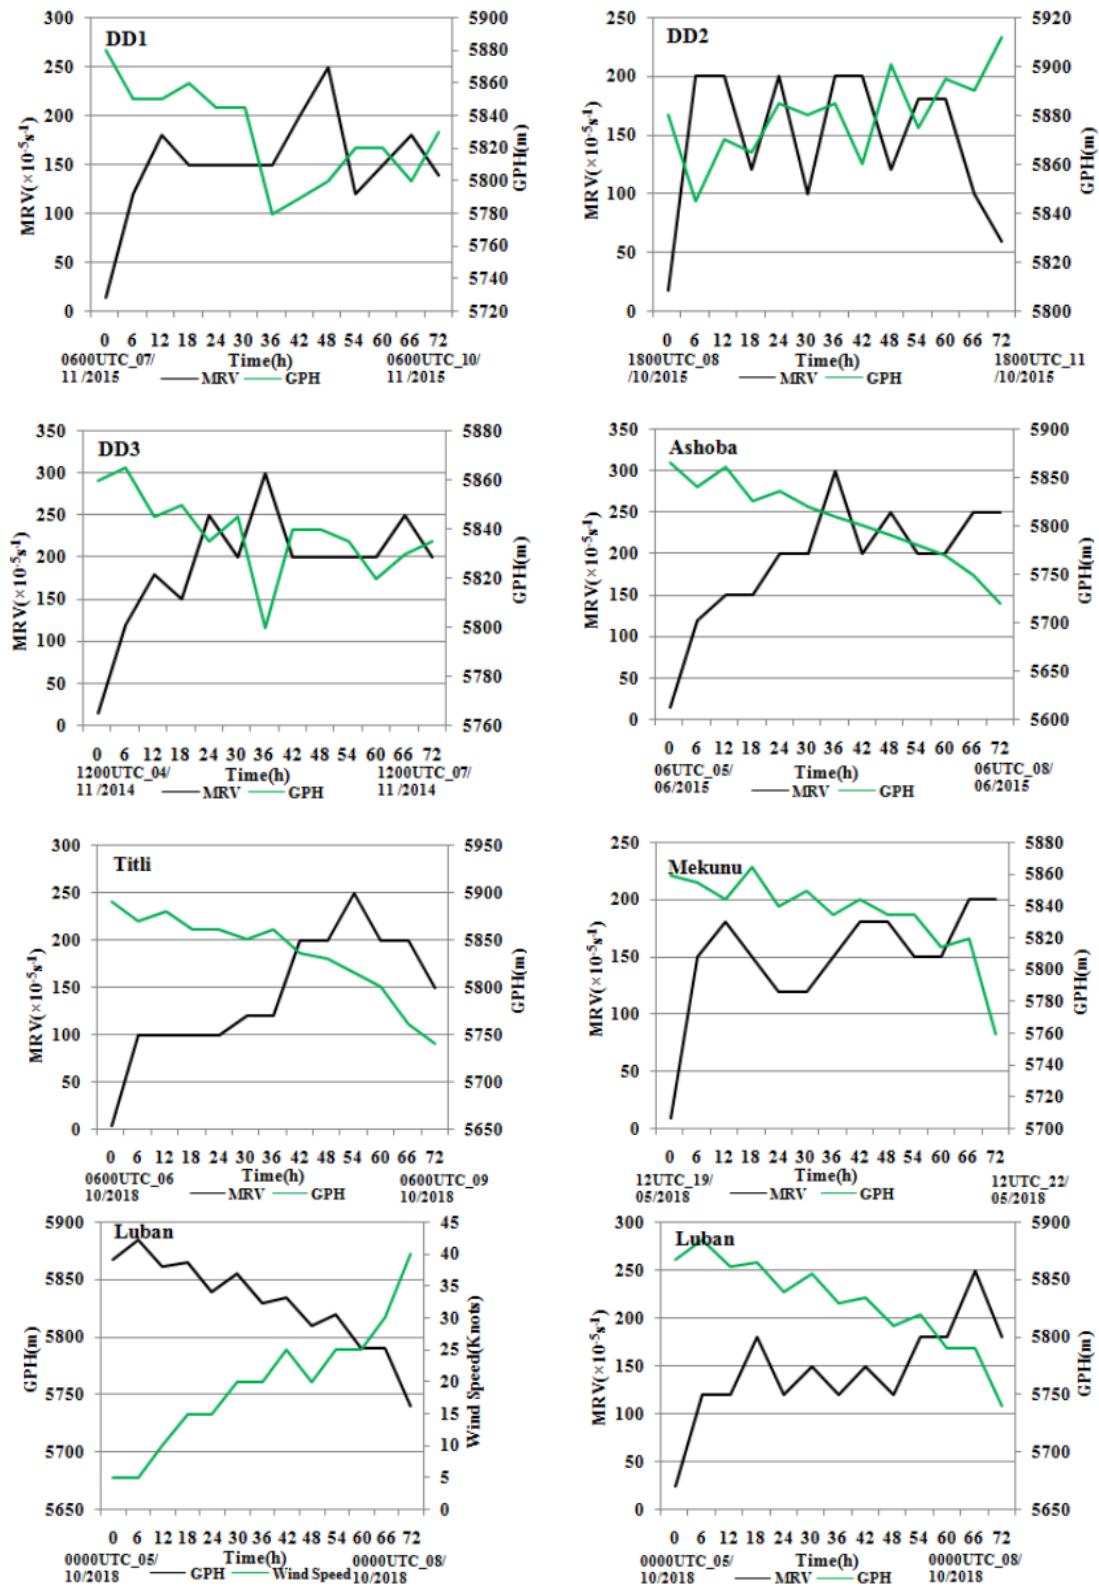 DD1
300
250
200
150
100
50
0
MRV(×10⁻⁵s⁻¹)
5900
5880
5860
5840
5820
5800
5780
5760
5740
5720
GPH(m)
0 6 12 18 24 30 36 42 48 54 60 66 72
0600UTC_07/
11 /2015
Time(h)
0600UTC_10/
11 /2015
MRV GPH
DD2
250
200
150
100
50
0
MRV(×10⁻⁵s⁻¹)
5920
5900
5880
5860
5840
5820
5800
GPH(m)
0 6 12 18 24 30 36 42 48 54 60 66 72
1800UTC_08
/10/2015
Time(h)
1800UTC_11
/10/2015
MRV GPH
DD3
350
300
250
200
150
100
50
0
MRV(×10⁻⁵s⁻¹)
5880
5860
5840
5820
5800
5780
5760
GPH(m)
0 6 12 18 24 30 36 42 48 54 60 66 72
1200UTC_04/
11 /2014
Time(h)
1200UTC_07/
11 /2014
MRV GPH
Ashoba
350
300
250
200
150
100
50
0
MRV(×10⁻⁵s⁻¹)
5900
5850
5800
5750
5700
5650
5600
GPH(m)
0 6 12 18 24 30 36 42 48 54 60 66 72
06UTC_05/
06/2015
Time(h)
06UTC_08/
06/2015
MRV GPH
Titli
300
250
200
150
100
50
0
MRV(×10⁻⁵s⁻¹)
5950
5900
5850
5800
5750
5700
5650
GPH(m)
0 6 12 18 24 30 36 42 48 54 60 66 72
0600UTC_06
10/2018
Time(h)
0600UTC_09
10/2018
MRV GPH
Mekunu
250
200
150
100
50
0
MRV(×10⁻⁵s⁻¹)
5880
5860
5840
5820
5800
5780
5760
5740
5720
5700
GPH(m)
0 6 12 18 24 30 36 42 48 54 60 66 72
12UTC_19/
05/2018
Time(h)
12UTC_22/
05/2018
MRV GPH
Luban
5900
5850
5800
5750
5700
5650
GPH(m)
45
40
35
30
25
20
15
10
5
0
Wind Speed(Knots)
0 6 12 18 24 30 36 42 48 54 60 66 72
0000UTC_05/
10/2018
Time(h)
0000UTC_08/
10/2018
GPH Wind Speed
Luban
300
250
200
150
100
50
0
MRV(×10⁻⁵s⁻¹)
5900
5850
5800
5750
5700
5650
GPH(m)
0 6 12 18 24 30 36 42 48 54 60 66 72
0000UTC_05/
10/2018
Time(h)
0000UTC_08/
10/2018
MRV GPH